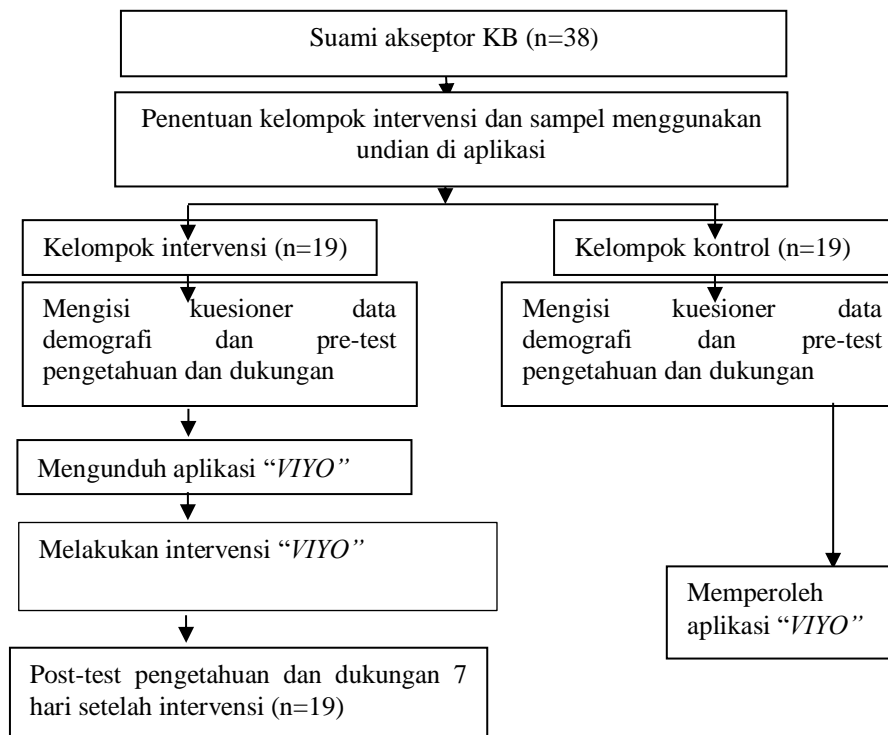 Suami akseptor KB (n=38)
Penentuan kelompok intervensi dan sampel menggunakan
undian di aplikasi
Kelompok intervensi (n=19)
Kelompok kontrol (n=19)
Mengisi kuesioner data
demografi dan pre-test
pengetahuan dan dukungan
Mengisi kuesioner data
demografi dan pre-test
pengetahuan dan dukungan
Mengunduh aplikasi “VIYO”
Melakukan intervensi “VIYO”
Memperoleh
aplikasi “VIYO”
Post-test pengetahuan dan dukungan 7
hari setelah intervensi (n=19)